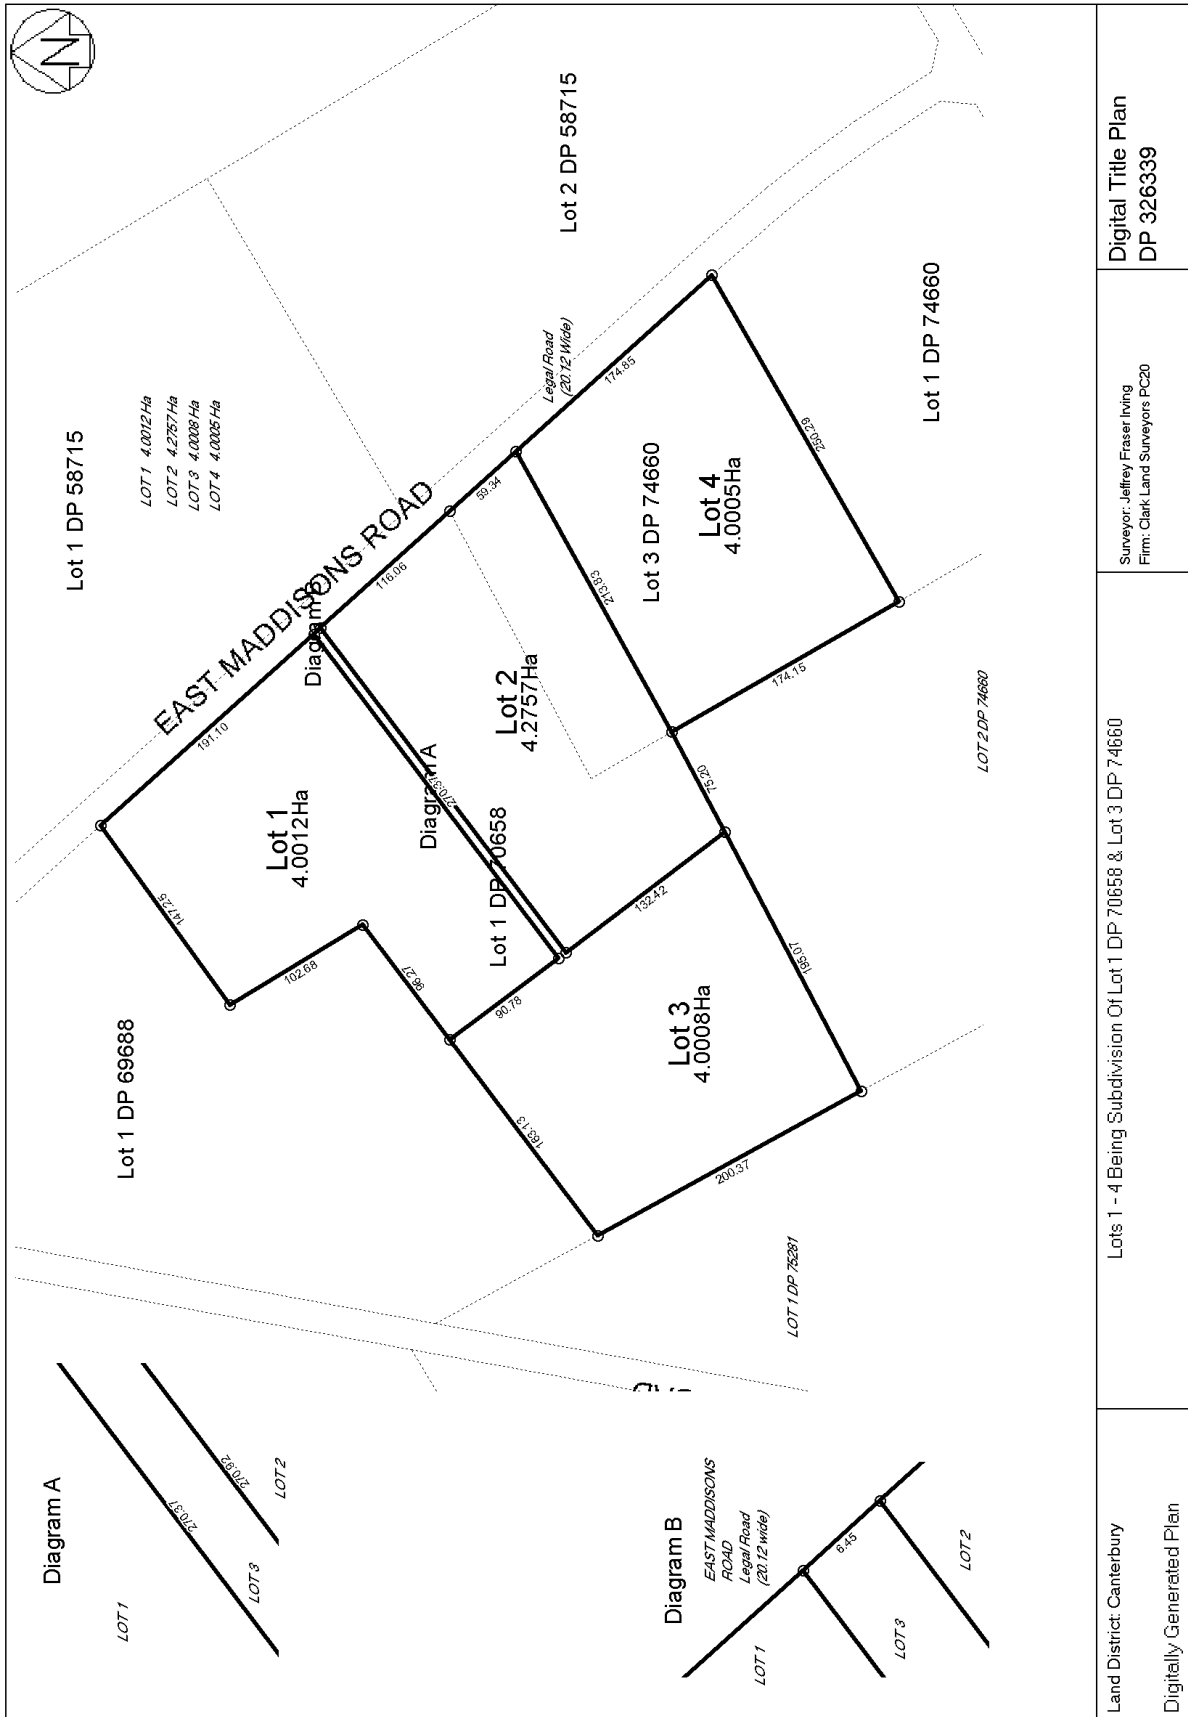 N
Lot 1 DP 58715
Lot 2 DP 58715
LOT 1 4.0012 Ha
LOT 2 4.2757 Ha
LOT 3 4.0008 Ha
LOT 4 4.0005 Ha
EAST MADDISONS ROAD
Legal Road
(20.12 Wide)
Diagram B
191.10
116.06
59.34
174.85
147.25
Lot 1
4.0012Ha
102.68
96.27
Diagram A
270.37
Lot 1 DP 70658
Lot 2
4.2757Ha
213.83
Lot 3 DP 74660
Lot 4
4.0005Ha
250.29
Lot 1 DP 74660
174.15
75.20
132.42
90.78
Lot 3
4.0008Ha
195.07
163.13
200.37
Lot 1 DP 69688
LOT 2 DP 74660
LOT 1 DP 75281
Diagram A
LOT 1
270.37
LOT 3
270.92
LOT 2
Diagram B
EAST MADDISONS
ROAD
Legal Road
(20.12 wide)
LOT 1
6.45
LOT 3
LOT 2
Land District: Canterbury
Digitally Generated Plan
Lots 1 - 4 Being Subdivision Of Lot 1 DP 70658 & Lot 3 DP 74660
Surveyor: Jeffrey Fraser Irving
Firm: Clark Land Surveyors PC20
Digital Title Plan
DP 326339